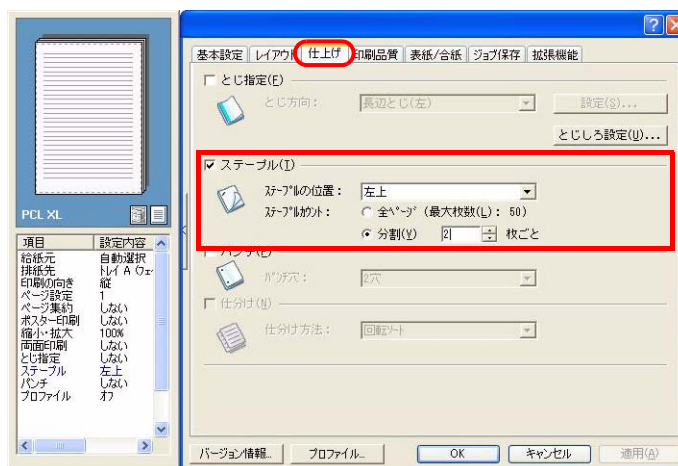 基本設定 レイアウト 仕上げ 印刷品質 表紙/合紙 ジョブ保存 拡張機能
とじ指定(F)
とじ方向: 長辺とじ(左) 設定(S)...
とじしろ設定(U)...
ステープル(T)
ステープルの位置: 左上
ステープルカウント: 全ページ (最大枚数(L): 50)
分割(Y) 2 枚ごと
パンチ(P)
パンチ穴: 2穴
仕分け(N)
仕分け方法: 回転ソート
PCL XL
項目 設定内容
給紙元 自動選択
排紙先 トレイ A (フェー
印刷の向き 縦
ページ設定 1
ページ集約 しない
ポスター印刷 しない
縮小・拡大 100%
両面印刷 しない
とじ指定 しない
ステープル 左上
パンチ しない
プロファイル オフ
バージョン情報... プロファイル... OK キャンセル 適用(A)